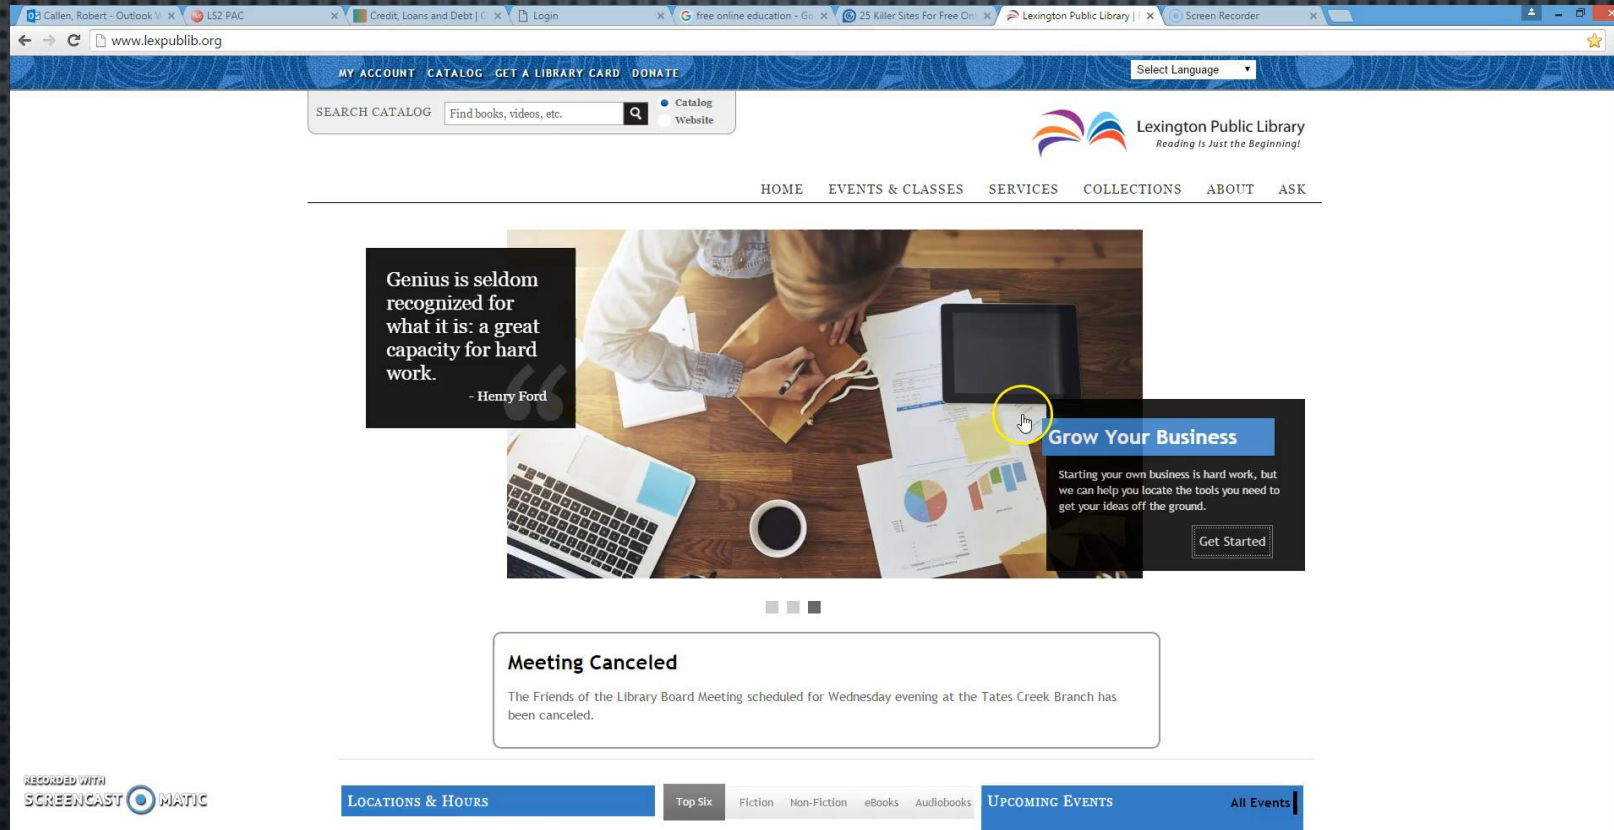 Callen, Robert - Outlook
LS2 PAC
Credit, Loans and Debt |
Login
free online education - Go
25 Killer Sites For Free On
Lexington Public Library |
Screen Recorder
www.lexpublib.org
MY ACCOUNT CATALOG GET A LIBRARY CARD DONATE
Select Language
SEARCH CATALOG
Find books, videos, etc.
Catalog
Website
Lexington Public Library
Reading Is Just the Beginning!
HOME EVENTS & CLASSES SERVICES COLLECTIONS ABOUT ASK
Genius is seldom
recognized for
what it is: a great
capacity for hard
work.
- Henry Ford
Grow Your Business
Starting your own business is hard work, but
we can help you locate the tools you need to
get your ideas off the ground.
Get Started
Meeting Canceled
The Friends of the Library Board Meeting scheduled for Wednesday evening at the Tates Creek Branch has
been canceled.
RECORDED WITH
SCREENCAST-O-MATIC
LOCATIONS & HOURS
Top Six Fiction Non-Fiction eBooks Audiobooks
UPCOMING EVENTS
All Events